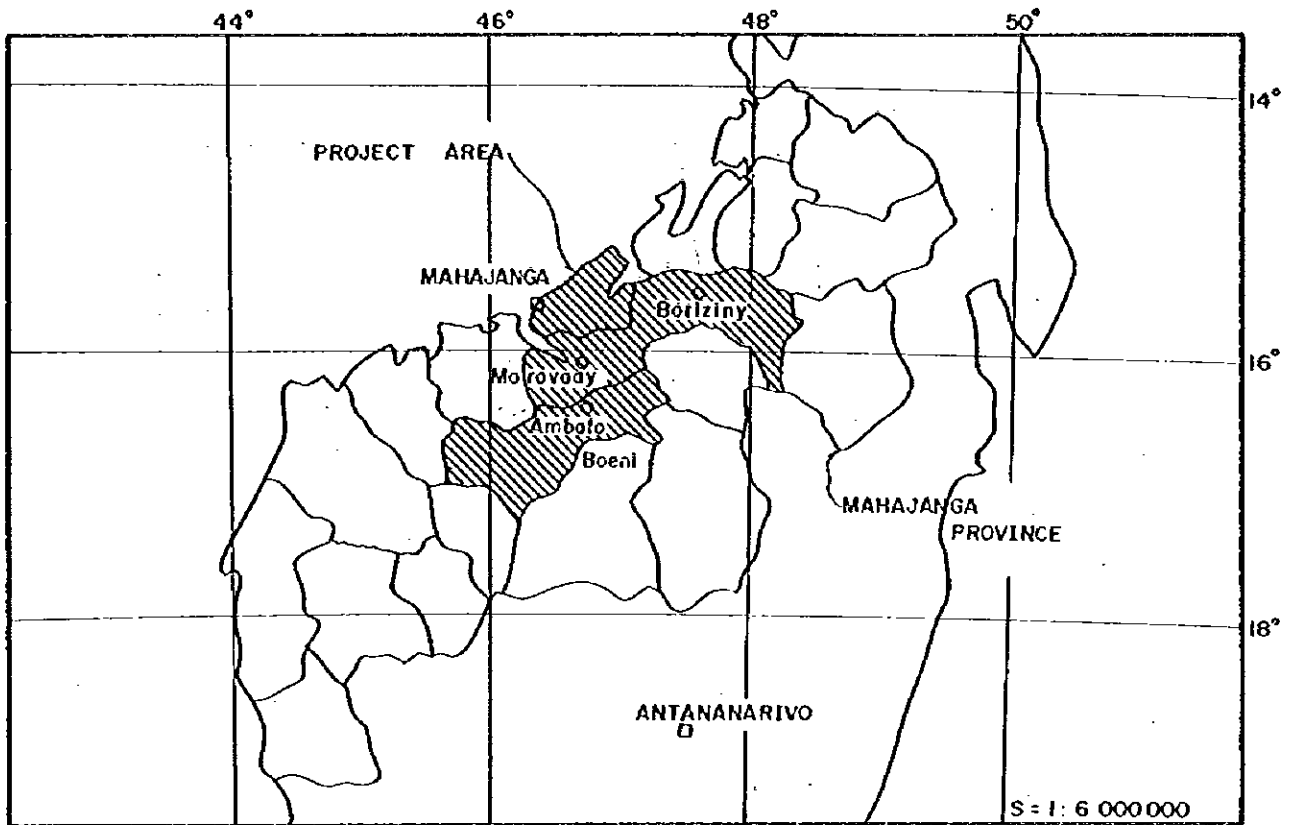 44° 46° 48° 50°
14°
PROJECT AREA
MAHAJANGA
Boriziny
16°
Marovoay
Ambato
Boeni
MAHAJANGA
PROVINCE
18°
ANTANANARIVO
S = 1 : 6 000 000